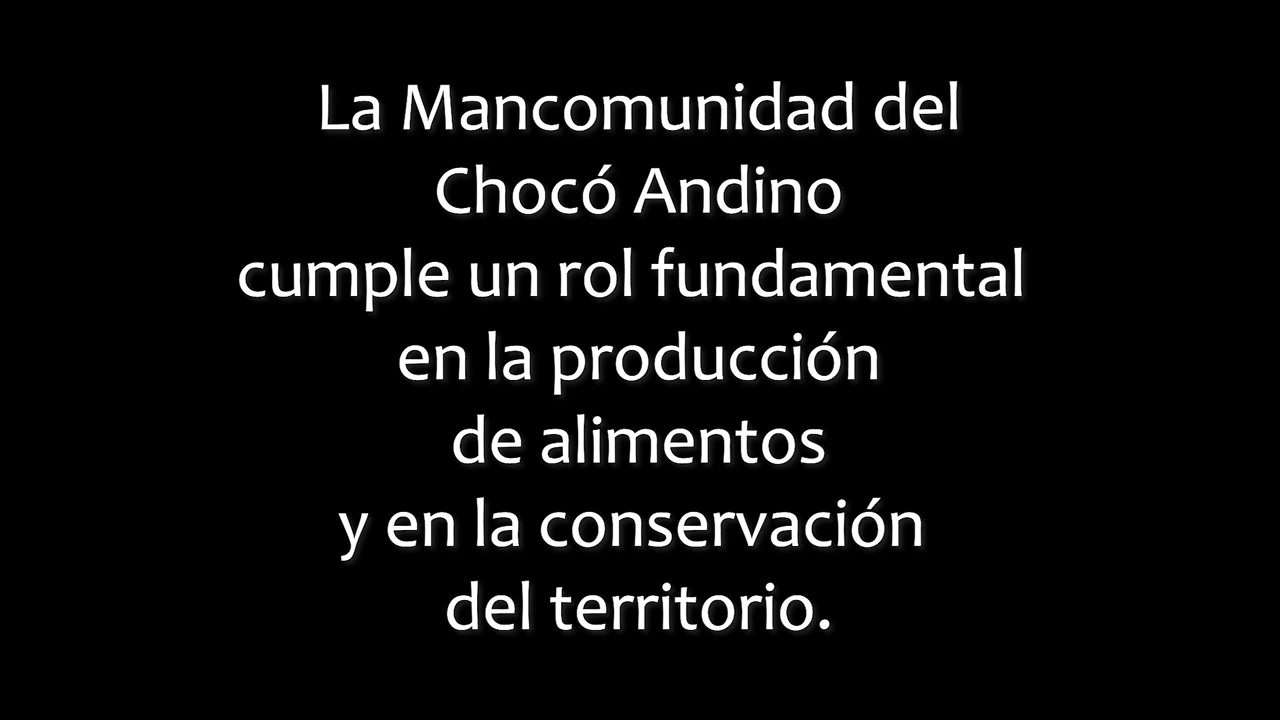 La Mancomunidad del
Chocó Andino
cumple un rol fundamental
en la producción
de alimentos
y en la conservación
del territorio.